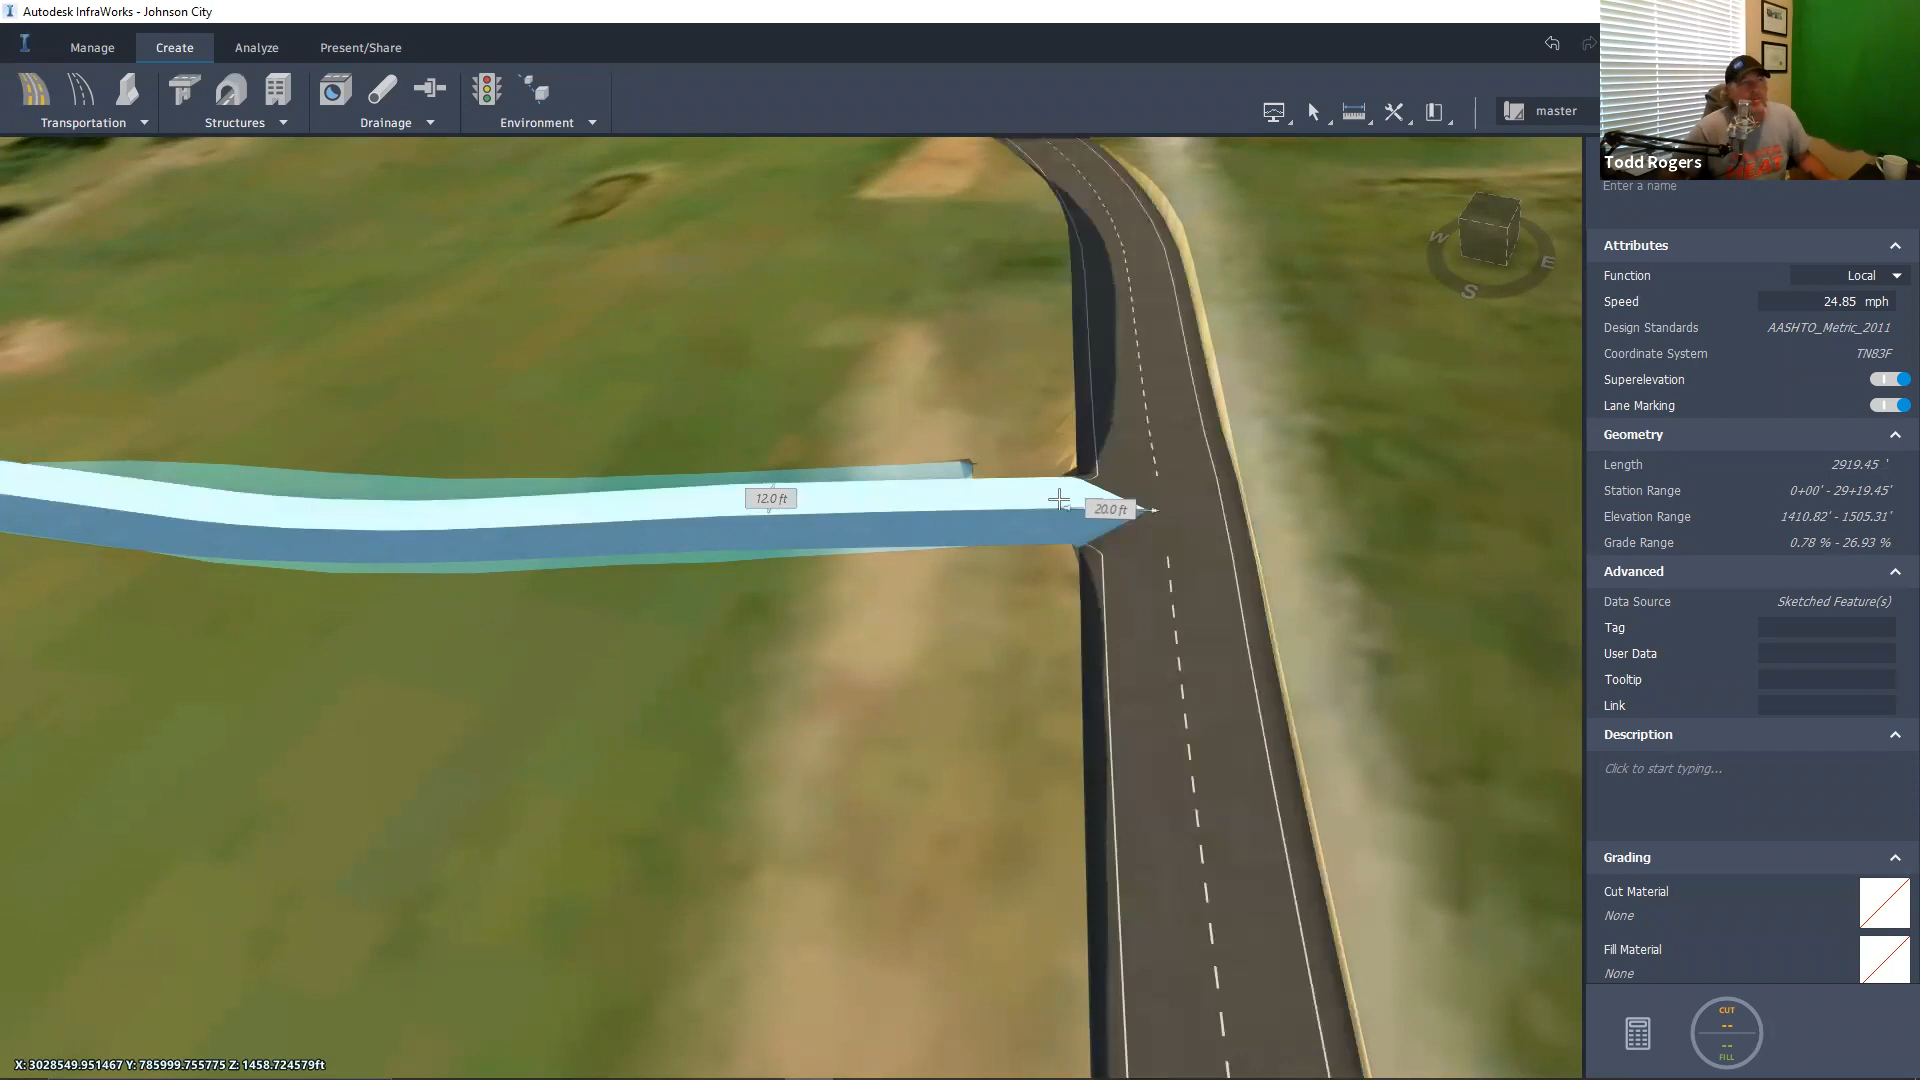 Autodesk InfraWorks - Johnson City
Manage
Create
Analyze
Present/Share
Transportation
Structures
Drainage
Environment
master
Todd Rogers
Enter a name
W
E
S
Attributes
Function
Local
Speed
24.85 mph
Design Standards
AASHTO_Metric_2011
Coordinate System
TN83F
Superelevation
Lane Marking
Geometry
Length
2919.45 '
Station Range
0+00' - 29+19.45'
Elevation Range
1410.82' - 1505.31'
Grade Range
0.78 % - 26.93 %
Advanced
Data Source
Sketched Feature(s)
Tag
User Data
Tooltip
Link
Description
Click to start typing...
Grading
Cut Material
None
Fill Material
None
CUT
--
--
FILL
12.0 ft
20.0 ft
X: 3028549.951467 Y: 785999.755775 Z: 1458.724579ft